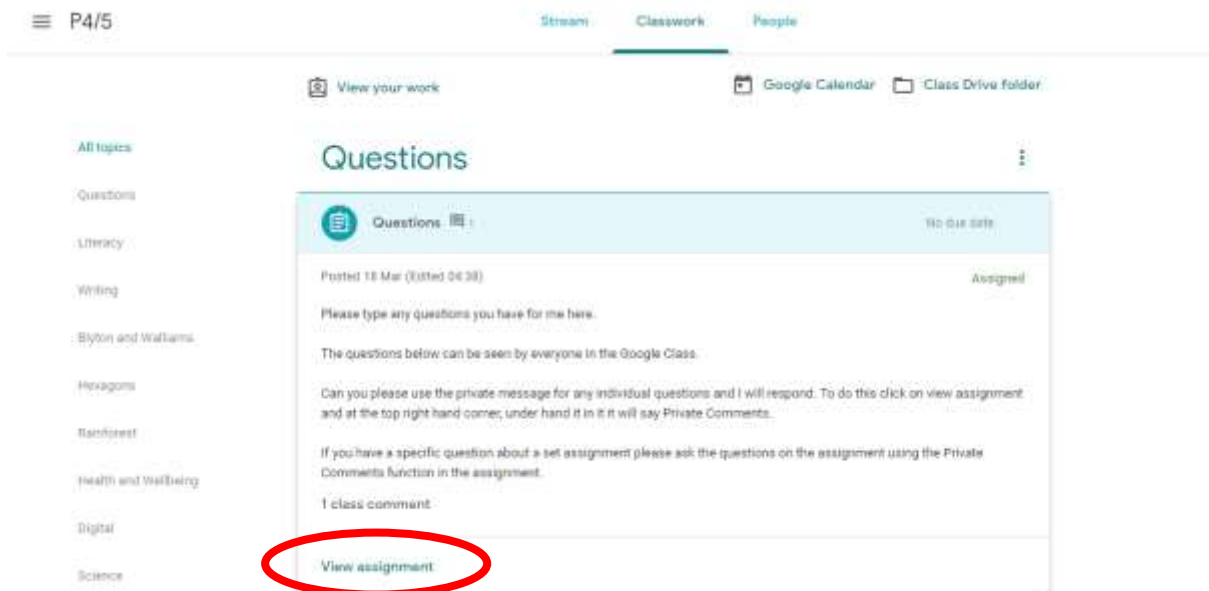 P4/5
Stream Classwork People
View your work
Google Calendar Class Drive folder
All topics
Questions
Literacy
Writing
Blyton and Walliams
Hexagons
Rainforest
Health and Wellbeing
Digital
Science
Questions
Questions 1
No due date
Posted 18 Mar (Edited 04:38)
Assigned
Please type any questions you have for me here.
The questions below can be seen by everyone in the Google Class.
Can you please use the private message for any individual questions and I will respond. To do this click on view assignment
and at the top right hand corner, under hand it in it it will say Private Comments.
If you have a specific question about a set assignment please ask the questions on the assignment using the Private
Comments function in the assignment.
1 class comment
View assignment